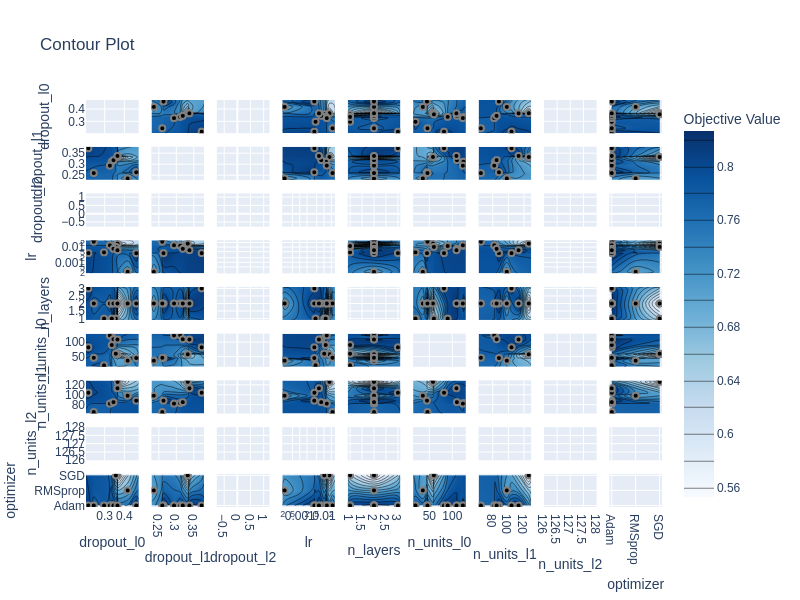 Contour Plot
Objective Value
dropout_l0
0.4
0.3
dropout_l1
0.35
0.3
0.25
dropout_l2
1
0.5
0
−0.5
lr
0.01
0.001
2
n_layers
3
2.5
2
1.5
1
n_units_l0
100
50
n_units_l1
120
100
80
n_units_l2
128
127.5
127
126.5
126
optimizer
SGD
RMSprop
Adam
0.8
0.76
0.72
0.68
0.64
0.6
0.56
0.3 0.4
dropout_l0
0.25 0.3 0.35
dropout_l1
−0.5 0 0.5 1
dropout_l2
lr
1 1.5 2 2.5 3
n_layers
50 100
n_units_l0
80 100 120
n_units_l1
126 126.5 127 127.5 128
n_units_l2
Adam RMSprop SGD
optimizer